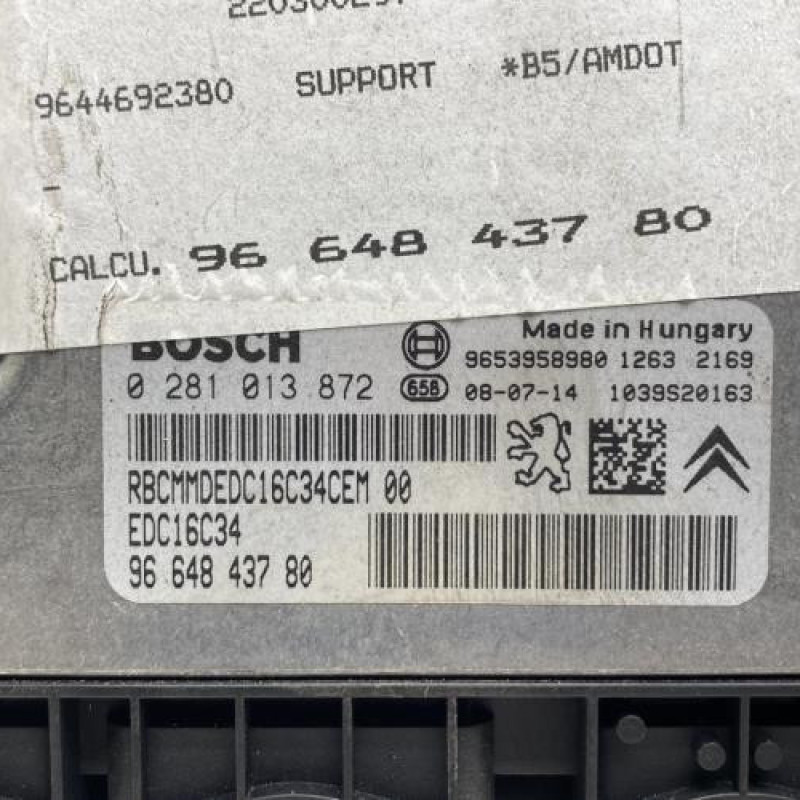 9644692380 SUPPORT *B5/AMDOT
-
CALCU. 96 648 437 80
BOSCH
Made in Hungary
9653958980 1263 2169
0 281 013 872 658 08-07-14 1039S20163
RBCMMDEDC16C34CEM 00
EDC16C34
96 648 437 80